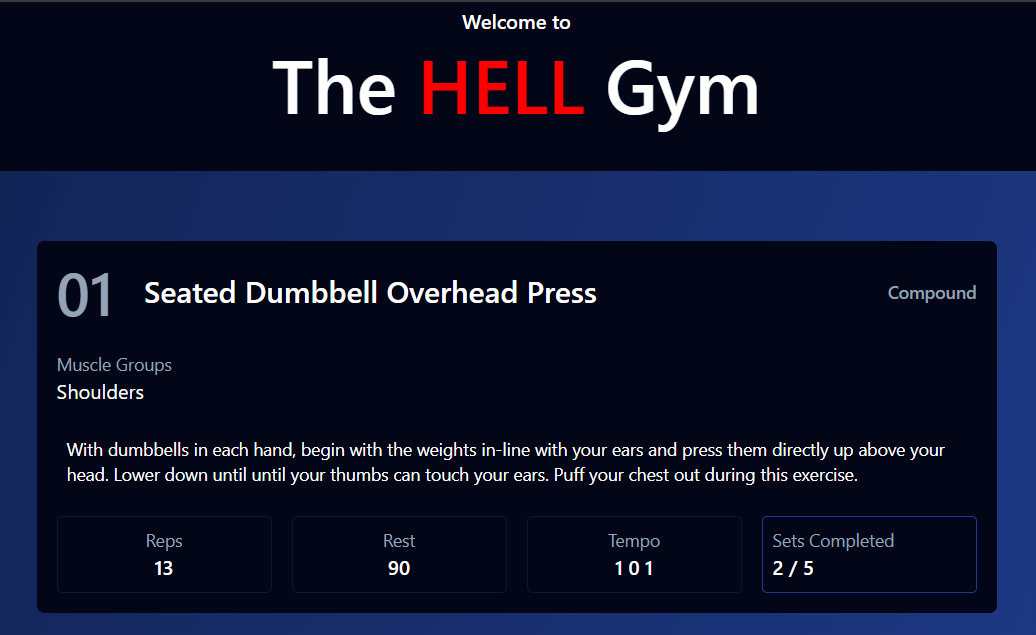 Welcome to
The HELL Gym
01 Seated Dumbbell Overhead Press Compound
Muscle Groups
Shoulders
With dumbbells in each hand, begin with the weights in-line with your ears and press them directly up above your
head. Lower down until until your thumbs can touch your ears. Puff your chest out during this exercise.
Reps Rest Tempo Sets Completed
13 90 1 0 1 2 / 5